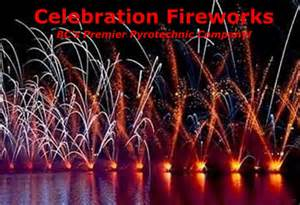 Celebration Fireworks
BC's Premier Pyrotechnic Company!